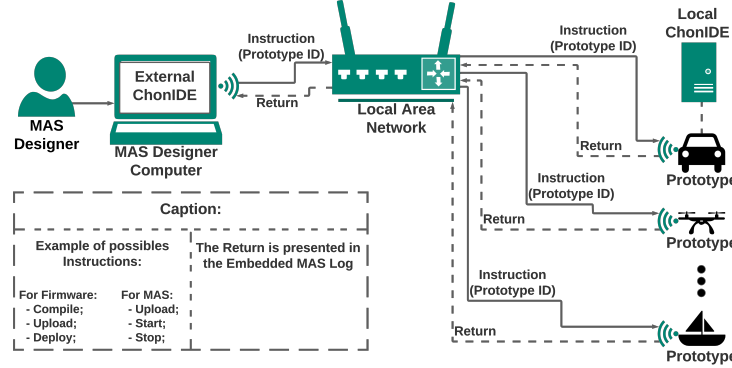 MAS
Designer
External
ChonIDE
MAS Designer
Computer
Instruction
(Prototype ID)
Return
Local Area
Network
Instruction
(Prototype ID)
Return
Local
ChonIDE
Prototype
Instruction
(Prototype ID)
Return
Prototype
Instruction
(Prototype ID)
Return
Prototype
Caption:
Example of possibles
Instructions:
For Firmware:
- Compile;
- Upload;
- Deploy;
For MAS:
- Upload;
- Start;
- Stop;
The Return is presented in
the Embedded MAS Log